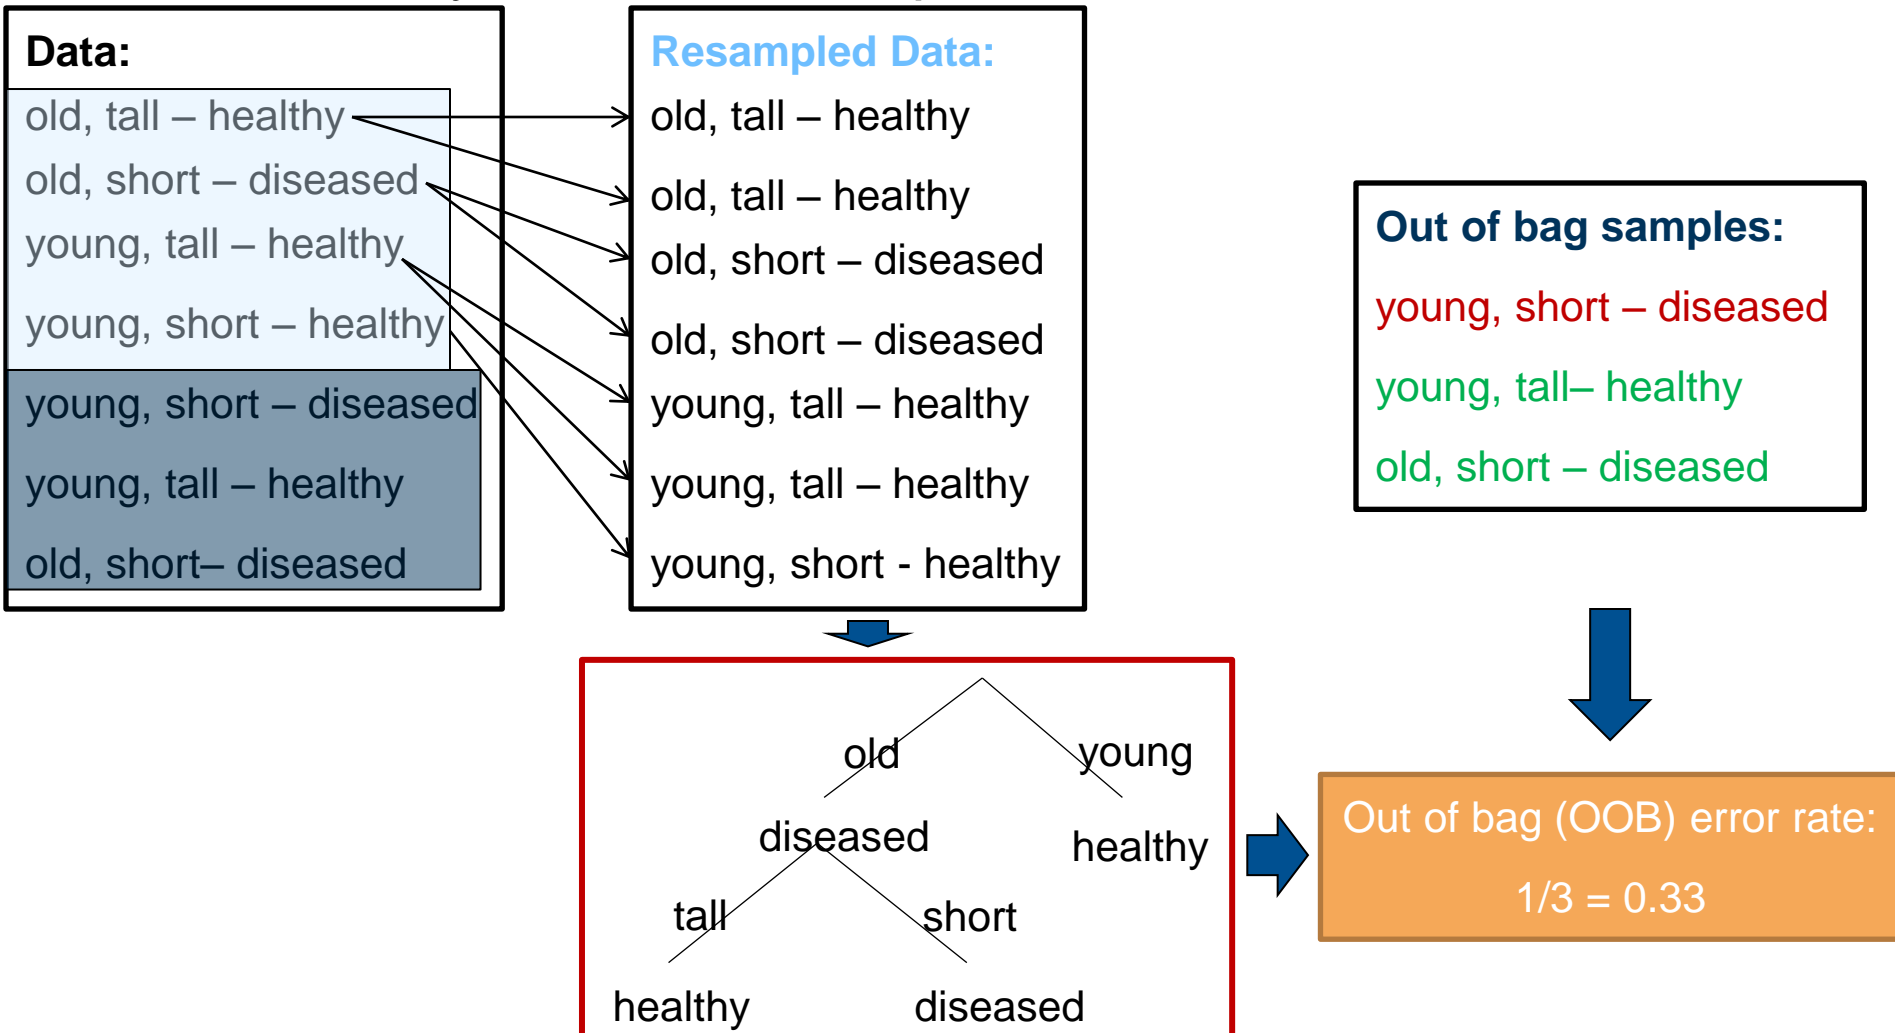 Data:
old, tall – healthy
old, short – diseased
young, tall – healthy
young, short – healthy
young, short – diseased
young, tall – healthy
old, short– diseased
Resampled Data:
old, tall – healthy
old, tall – healthy
old, short – diseased
old, short – diseased
young, tall – healthy
young, tall – healthy
young, short - healthy
Out of bag samples:
young, short – diseased
young, tall– healthy
old, short – diseased
old young
diseased healthy
tall short
healthy diseased
Out of bag (OOB) error rate:
1/3 = 0.33